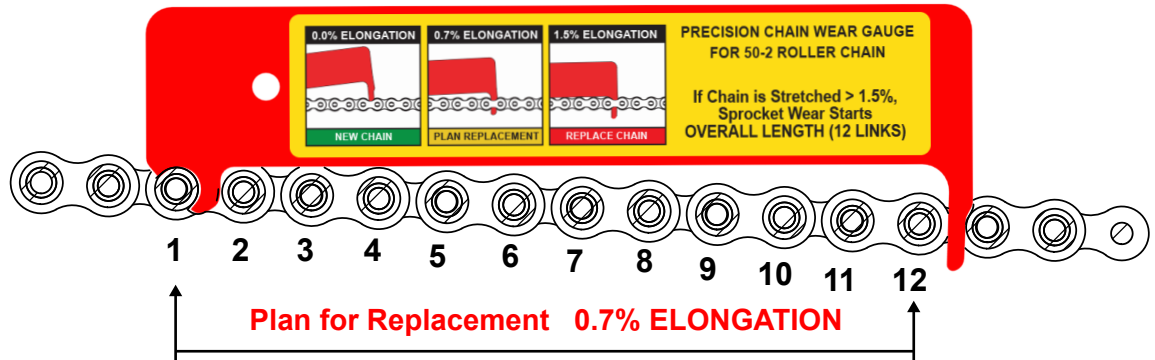 0.0% ELONGATION
NEW CHAIN
0.7% ELONGATION
PLAN REPLACEMENT
1.5% ELONGATION
REPLACE CHAIN
PRECISION CHAIN WEAR GAUGE
FOR 50-2 ROLLER CHAIN
If Chain is Stretched > 1.5%,
Sprocket Wear Starts
OVERALL LENGTH (12 LINKS)
1 2 3 4 5 6 7 8 9 10 11 12
Plan for Replacement 0.7% ELONGATION